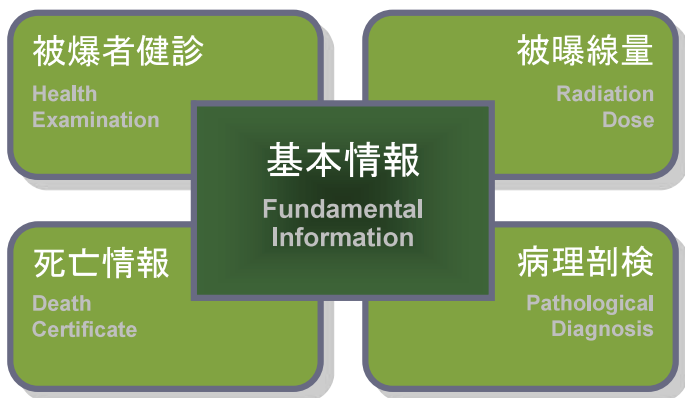 被爆者健診
Health
Examination
被曝線量
Radiation
Dose
基本情報
Fundamental
Information
死亡情報
Death
Certificate
病理剖検
Pathological
Diagnosis